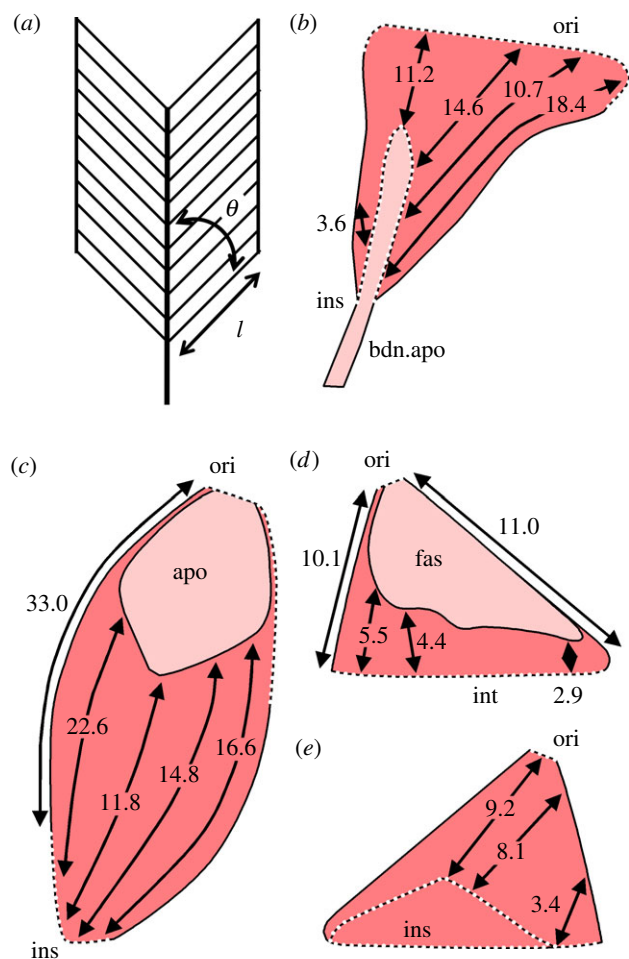 (a)
θ
l
(b)
ori
11.2
14.6
10.7
18.4
3.6
ins
bdn.apo
(c)
ori
apo
33.0
22.6
11.8
14.8
16.6
ins
(d)
ori
fas
11.0
10.1
5.5
4.4
2.9
int
(e)
ori
9.2
8.1
3.4
ins